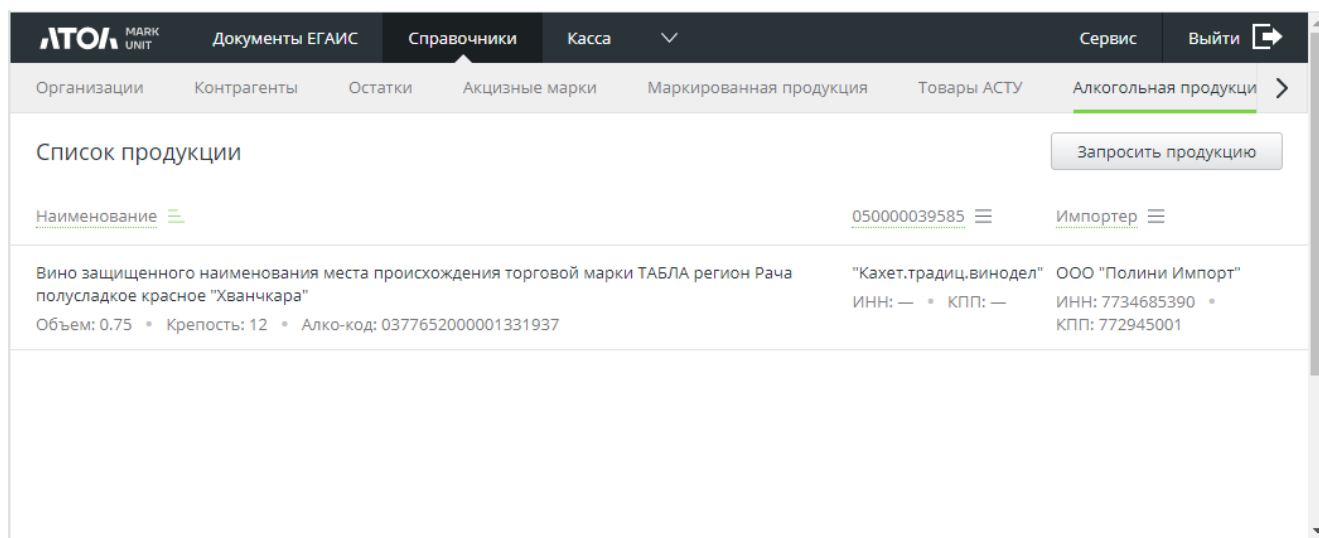 АТОЛ MARK UNIT Документы ЕГАИС Справочники Касса Сервис Выйти
Организации Контрагенты Остатки Акцизные марки Маркированная продукция Товары АСТУ Алкогольная продукци
Список продукции Запросить продукцию
Наименование 050000039585 Импортер
Вино защищенного наименования места происхождения торговой марки ТАБЛА регион Рача "Кахет.традиц.винодел" ООО "Полини Импорт"
полусладкое красное "Хванчкара" ИНН: — • КПП: — ИНН: 7734685390 •
Объем: 0.75 • Крепость: 12 • Алко-код: 0377652000001331937 КПП: 772945001